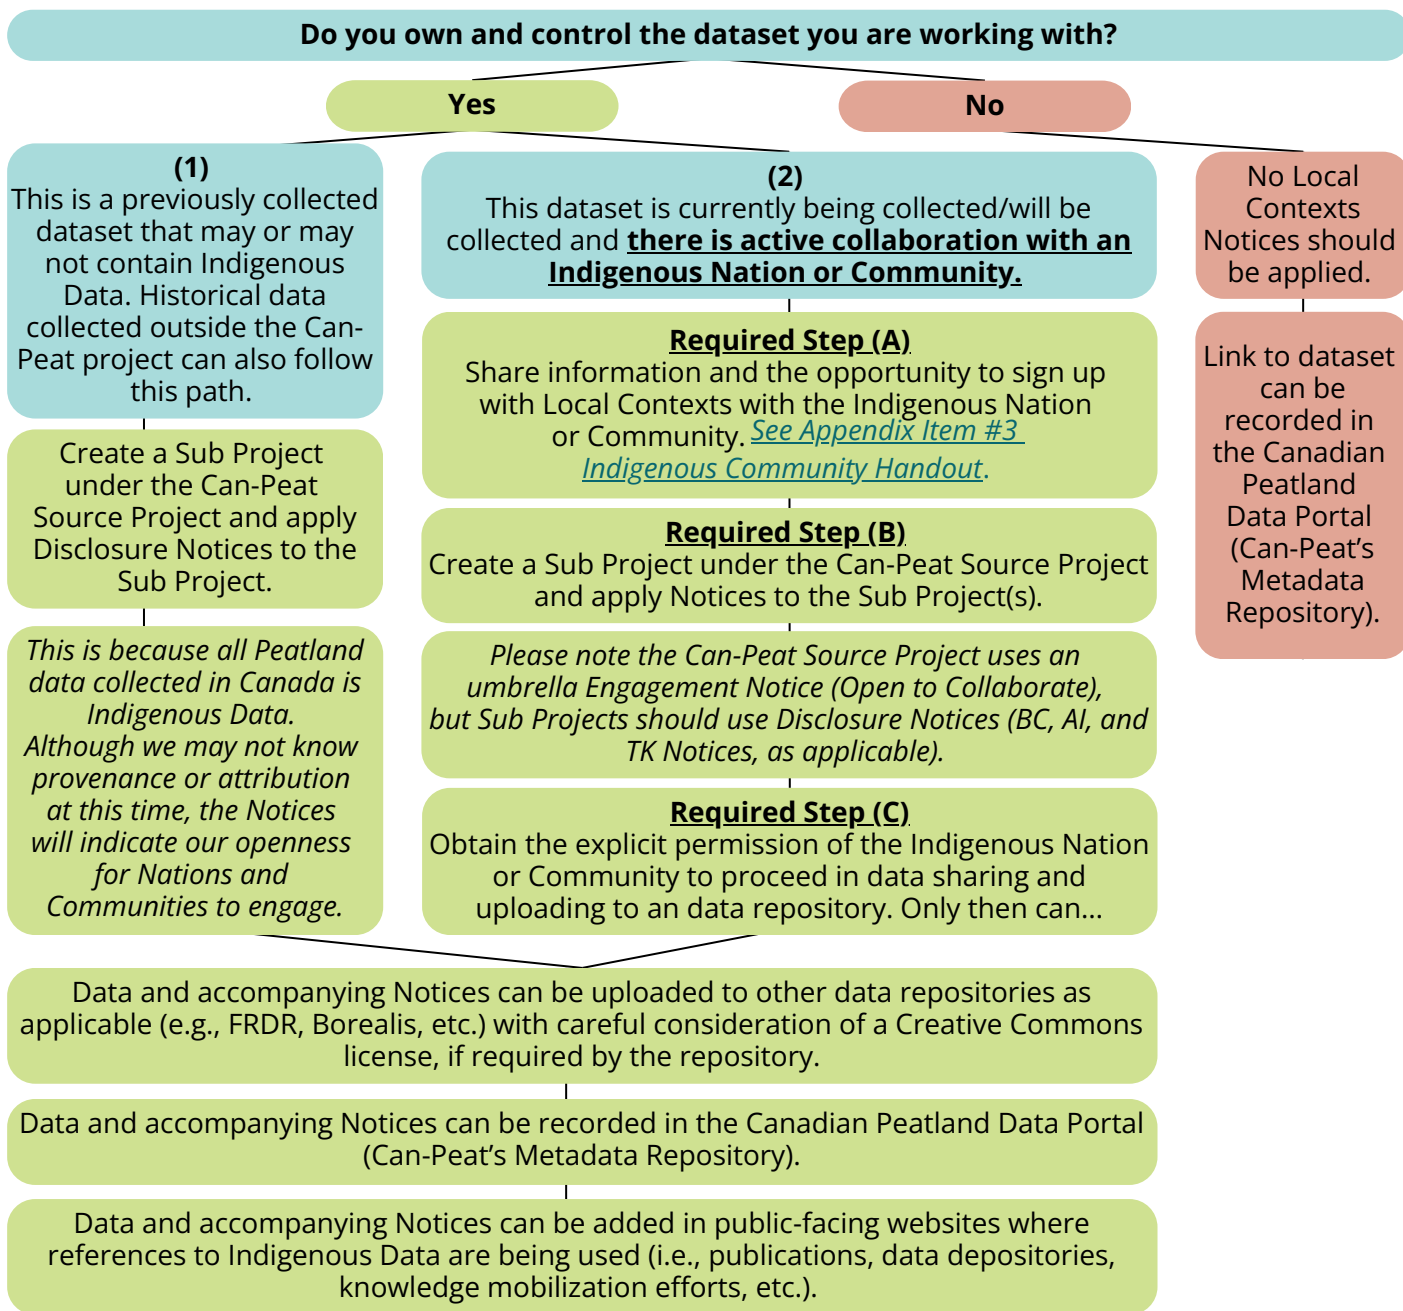 Do you own and control the dataset you are working with?
Yes
No
(1)
This is a previously collected
dataset that may or may
not contain Indigenous
Data. Historical data
collected outside the Can-
Peat project can also follow
this path.
Create a Sub Project
under the Can-Peat
Source Project and apply
Disclosure Notices to the
Sub Project.
This is because all Peatland
data collected in Canada is
Indigenous Data.
Although we may not know
provenance or attribution
at this time, the Notices
will indicate our openness
for Nations and
Communities to engage.
(2)
This dataset is currently being collected/will be
collected and there is active collaboration with an
Indigenous Nation or Community.
Required Step (A)
Share information and the opportunity to sign up
with Local Contexts with the Indigenous Nation
or Community. See Appendix Item #3
Indigenous Community Handout.
Required Step (B)
Create a Sub Project under the Can-Peat Source Project
and apply Notices to the Sub Project(s).
Please note the Can-Peat Source Project uses an
umbrella Engagement Notice (Open to Collaborate),
but Sub Projects should use Disclosure Notices (BC, AI, and
TK Notices, as applicable).
Required Step (C)
Obtain the explicit permission of the Indigenous Nation
or Community to proceed in data sharing and
uploading to an data repository. Only then can...
No Local
Contexts
Notices should
be applied.
Link to dataset
can be
recorded in
the Canadian
Peatland
Data Portal
(Can-Peat’s
Metadata
Repository).
Data and accompanying Notices can be uploaded to other data repositories as
applicable (e.g., FRDR, Borealis, etc.) with careful consideration of a Creative Commons
license, if required by the repository.
Data and accompanying Notices can be recorded in the Canadian Peatland Data Portal
(Can-Peat’s Metadata Repository).
Data and accompanying Notices can be added in public-facing websites where
references to Indigenous Data are being used (i.e., publications, data depositories,
knowledge mobilization efforts, etc.).